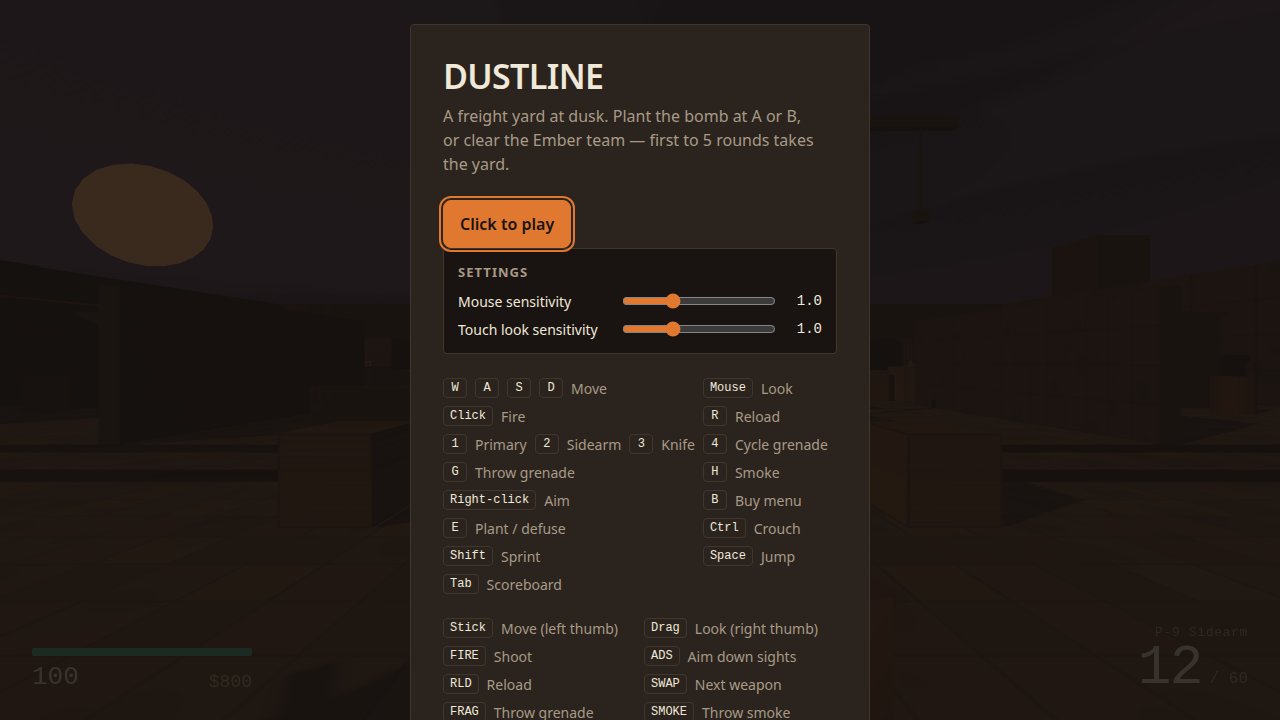 DUSTLINE
A freight yard at dusk. Plant the bomb at A or B,
or clear the Ember team — first to 5 rounds takes
the yard.
Click to play
SETTINGS
Mouse sensitivity 1.0
Touch look sensitivity 1.0
W A S D Move Mouse Look
Click Fire R Reload
1 Primary 2 Sidearm 3 Knife 4 Cycle grenade
G Throw grenade H Smoke
Right-click Aim B Buy menu
E Plant / defuse Ctrl Crouch
Shift Sprint Space Jump
Tab Scoreboard
Stick Move (left thumb) Drag Look (right thumb)
FIRE Shoot ADS Aim down sights
RLD Reload SWAP Next weapon
FRAG Throw grenade SMOKE Throw smoke
100 $800
P-9 Sidearm
12 / 60